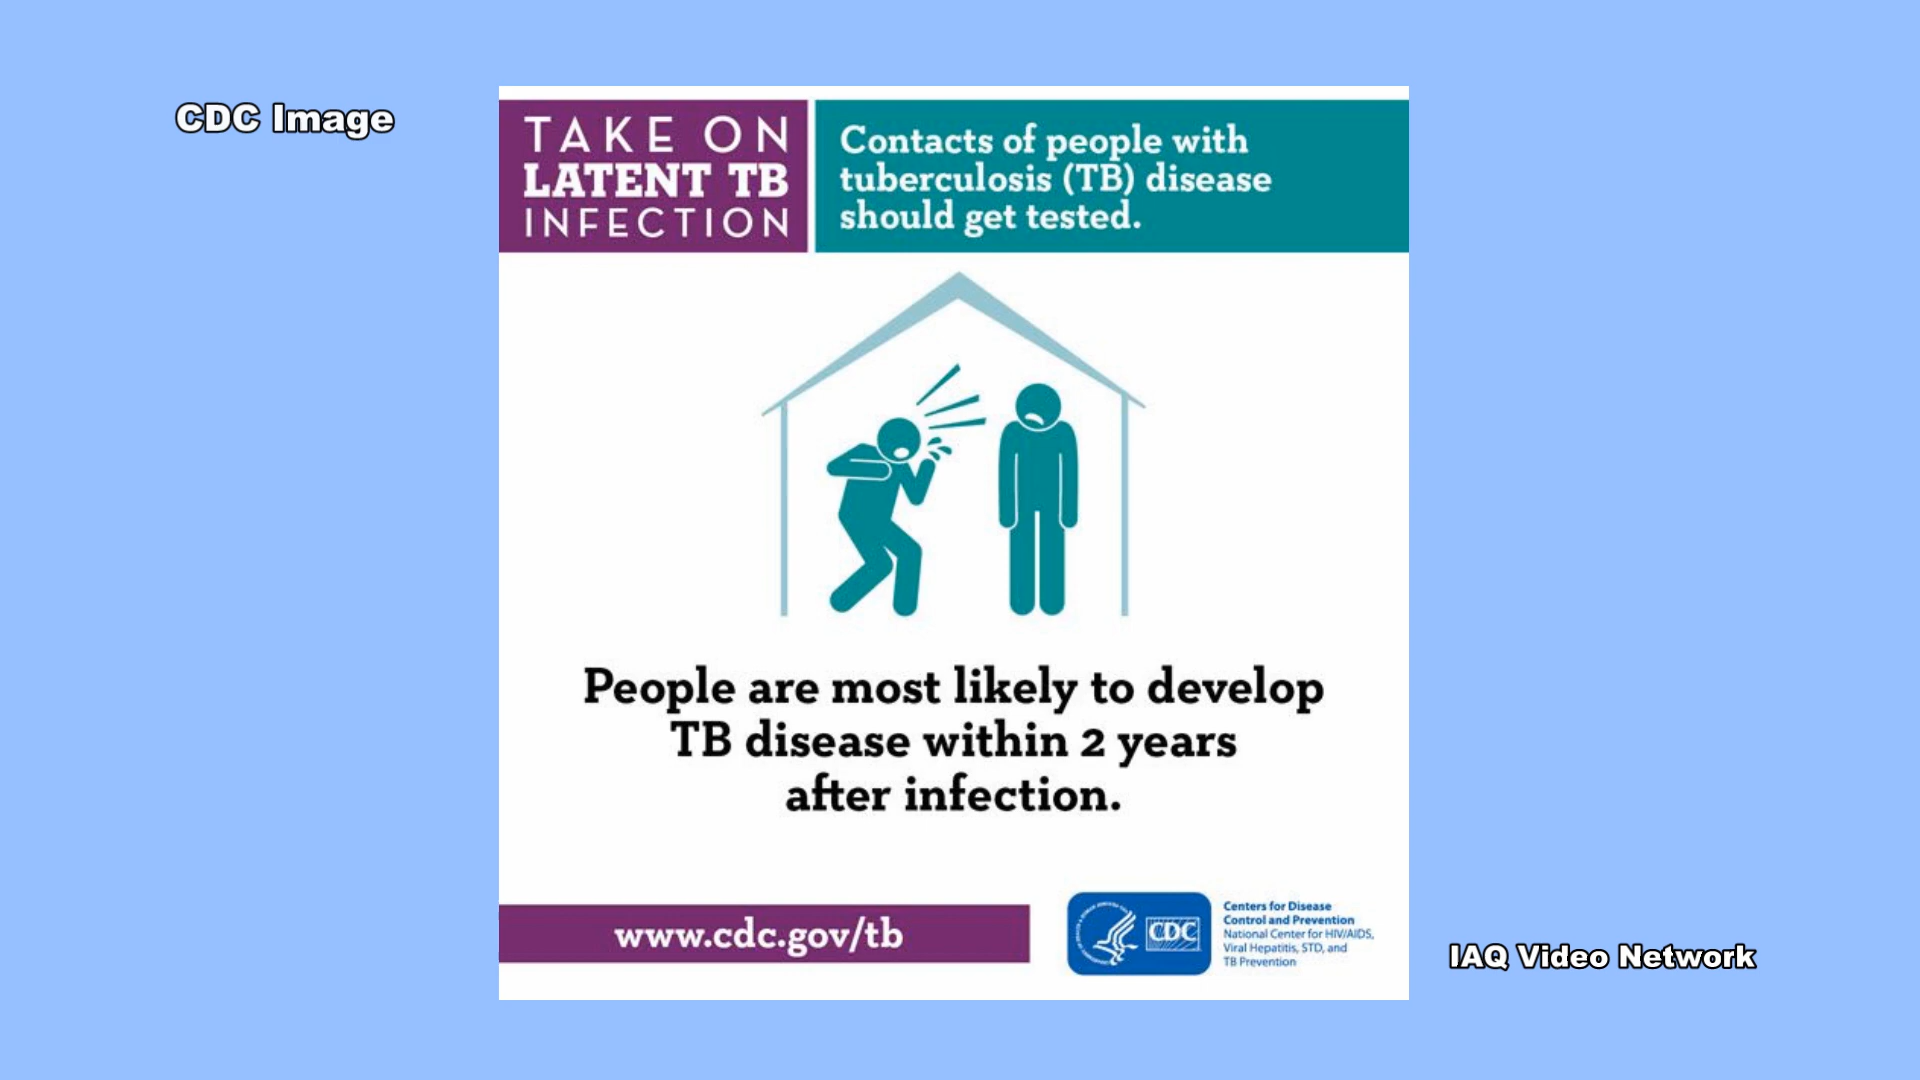 CDC Image
TAKE ON
LATENT TB
INFECTION
Contacts of people with
tuberculosis (TB) disease
should get tested.
People are most likely to develop
TB disease within 2 years
after infection.
www.cdc.gov/tb
CDC
Centers for Disease
Control and Prevention
National Center for HIV/AIDS,
Viral Hepatitis, STD, and
TB Prevention
IAQ Video Network